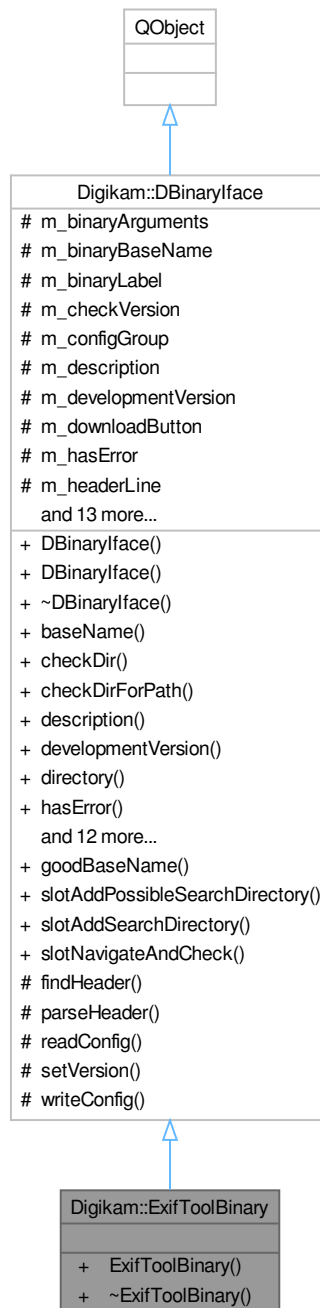 QObject
Digikam::DBinaryIface
# m_binaryArguments
# m_binaryBaseName
# m_binaryLabel
# m_checkVersion
# m_configGroup
# m_description
# m_developmentVersion
# m_downloadButton
# m_hasError
# m_headerLine
and 13 more...
+ DBinaryIface()
+ DBinaryIface()
+ ~DBinaryIface()
+ baseName()
+ checkDir()
+ checkDirForPath()
+ description()
+ developmentVersion()
+ directory()
+ hasError()
and 12 more...
+ goodBaseName()
+ slotAddPossibleSearchDirectory()
+ slotAddSearchDirectory()
+ slotNavigateAndCheck()
# findHeader()
# parseHeader()
# readConfig()
# setVersion()
# writeConfig()
Digikam::ExifToolBinary
+ ExifToolBinary()
+ ~ExifToolBinary()